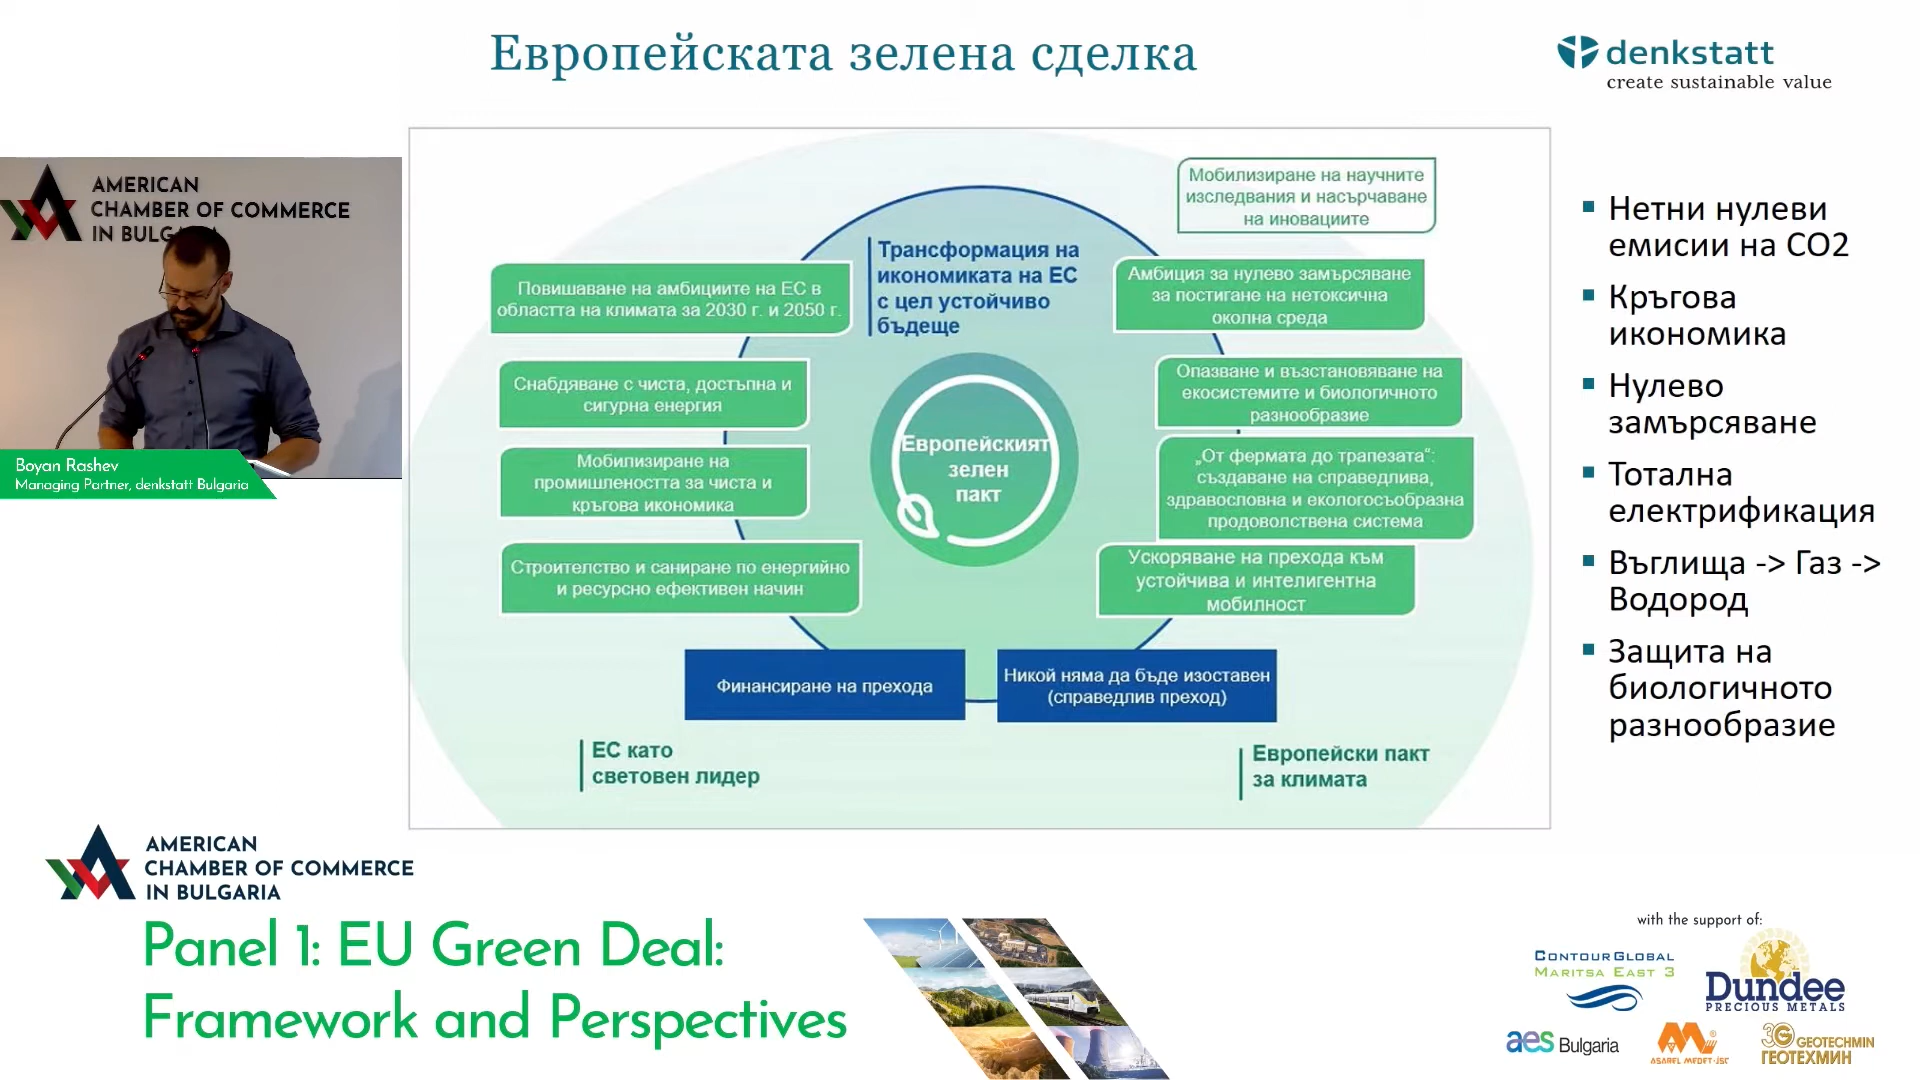 Европейската зелена сделка
denkstatt
create sustainable value
AMERICAN
CHAMBER OF COMMERCE
IN
Boyan Rashev
Managing Partner, denkstatt Bulgaria
Мобилизиране на научните
изследвания и насърчаване
на иновациите
Трансформация на
икономиката на ЕС
с цел устойчиво
бъдеще
Повишаване на амбициите на ЕС в
областта на климата за 2030 г. и 2050 г.
Снабдяване с чиста, достъпна и
сигурна енергия
Мобилизиране на
промишлеността за чиста и
кръгова икономика
Строителство и саниране по енергийно
и ресурсно ефективен начин
Европейският
зелен
пакт
Амбиция за нулево замърсяване
за постигане на нетоксична
околна среда
Опазване и възстановяване на
екосистемите и биологичното
разнообразие
„От фермата до трапезата“:
създаване на справедлива,
здравословна и екологосъобразна
продоволствена система
Ускоряване на прехода към
устойчива и интелигентна
мобилност
Финансиране на прехода
Никой няма да бъде изоставен
(справедлив преход)
ЕС като
световен лидер
Европейски пакт
за климата
Нетни нулеви
емисии на СО2
Кръгова
икономика
Нулево
замърсяване
Тотална
електрификация
Въглища -> Газ ->
Водород
Защита на
биологичното
разнообразие
AMERICAN
CHAMBER OF COMMERCE
IN BULGARIA
Panel 1: EU Green Deal:
Framework and Perspectives
with the support of:
CONTOURGLOBAL
MARITSA EAST 3
Dundee
PRECIOUS METALS
aes Bulgaria
ASAREL MEDET-JSC
3G GEOTECHMIN
ГЕОТЕХМИН